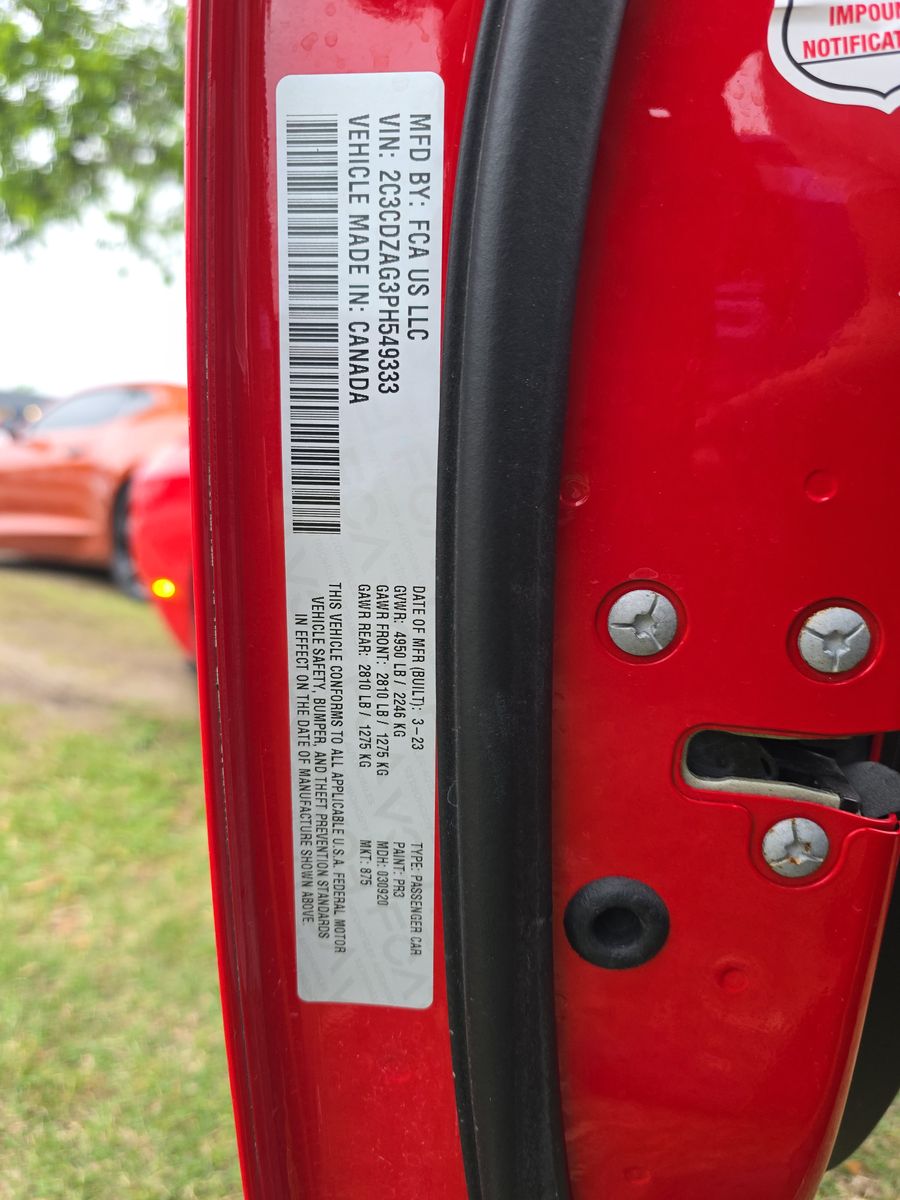 MFD BY: FCA US LLC
VIN: 2C3CDZAG3PH549333
VEHICLE MADE IN: CANADA
DATE OF MFR (BUILT): 3-23
GVWR: 4950 LB / 2246 KG
GAWR FRONT: 2810 LB / 1275 KG
GAWR REAR: 2810 LB / 1275 KG
TYPE: PASSENGER CAR
PAINT: PR3
MDH: 030920
MKT: 875
THIS VEHICLE CONFORMS TO ALL APPLICABLE U.S.A. FEDERAL MOTOR
VEHICLE SAFETY, BUMPER, AND THEFT PREVENTION STANDARDS
IN EFFECT ON THE DATE OF MANUFACTURE SHOWN ABOVE.
IMPOUN
NOTIFICAT